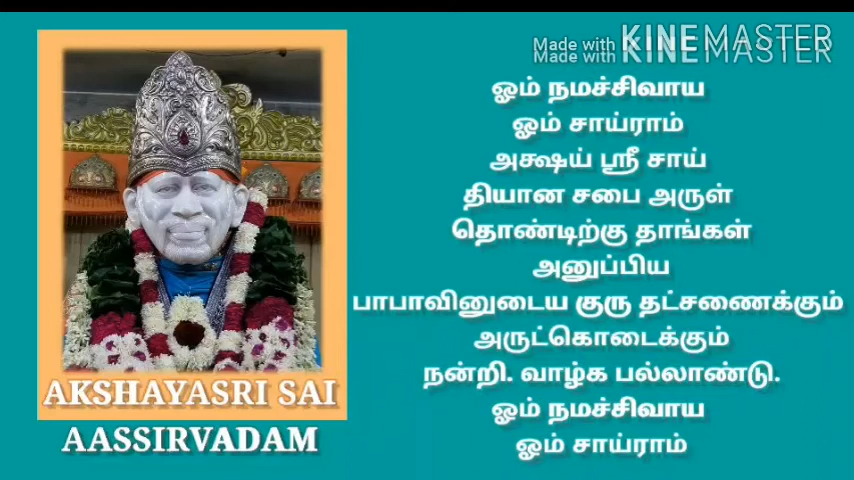 Made with KINEMASTER
Made with KINEMASTER
ஓம் நமச்சிவாய
ஓம் சாய்ராம்
அக்ஷய் ஸ்ரீ சாய்
தியான சபை அருள்
தொண்டிற்கு தாங்கள்
அனுப்பிய
பாபாவினுடைய குரு தட்சணைக்கும்
அருட்கொடைக்கும்
நன்றி. வாழ்க பல்லாண்டு.
ஓம் நமச்சிவாய
ஓம் சாய்ராம்
AKSHAYASRI SAI
AASSIRVADAM